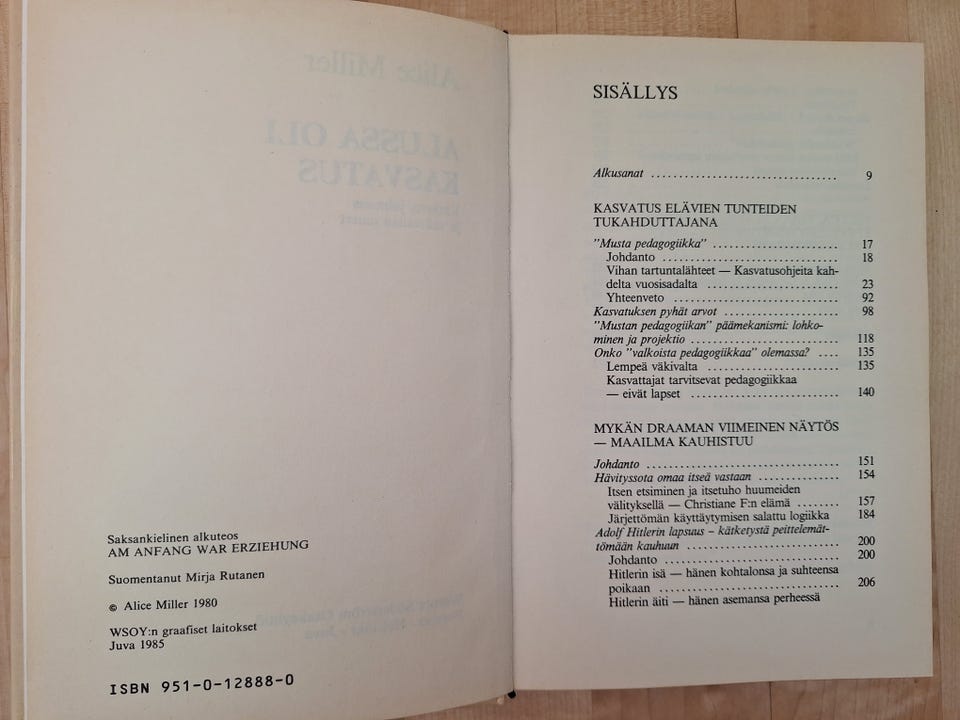 Saksankielinen alkuteos
AM ANFANG WAR ERZIEHUNG
Suomentanut Mirja Rutanen
© Alice Miller 1980
WSOY:n graafiset laitokset
Juva 1985
ISBN 951-0-12888-0
SISÄLLYS
Alkusanat ................................. 9
KASVATUS ELÄVIEN TUNTEIDEN
TUKAHDUTTAJANA
"Musta pedagogiikka" ....................... 17
Johdanto ................................ 18
Vihan tartuntalähteet — Kasvatusohjeita kah-
delta vuosisadalta ........................ 23
Yhteenveto .............................. 92
Kasvatuksen pyhät arvot ..................... 98
"Mustan pedagogiikan" päämekanismi: lohko-
minen ja projektio ........................... 118
Onko "valkoista pedagogiikkaa" olemassa? .... 135
Lempeä väkivalta ........................ 135
Kasvattajat tarvitsevat pedagogiikkaa
— eivät lapset ........................... 140
MYKÄN DRAAMAN VIIMEINEN NÄYTÖS
— MAAILMA KAUHISTUU
Johdanto ................................... 151
Hävityssota omaa itseä vastaan ............... 154
Itsen etsiminen ja itsetuho huumeiden
välityksellä — Christiane F:n elämä ........ 157
Järjettömän käyttäytymisen salattu logiikka 184
Adolf Hitlerin lapsuus – kätketystä peittelemät-
tömään kauhuun ............................ 200
Johdanto ................................ 200
Hitlerin isä — hänen kohtalonsa ja suhteensa
poikaan ................................. 206
Hitlerin äiti — hänen asemansa perheessä